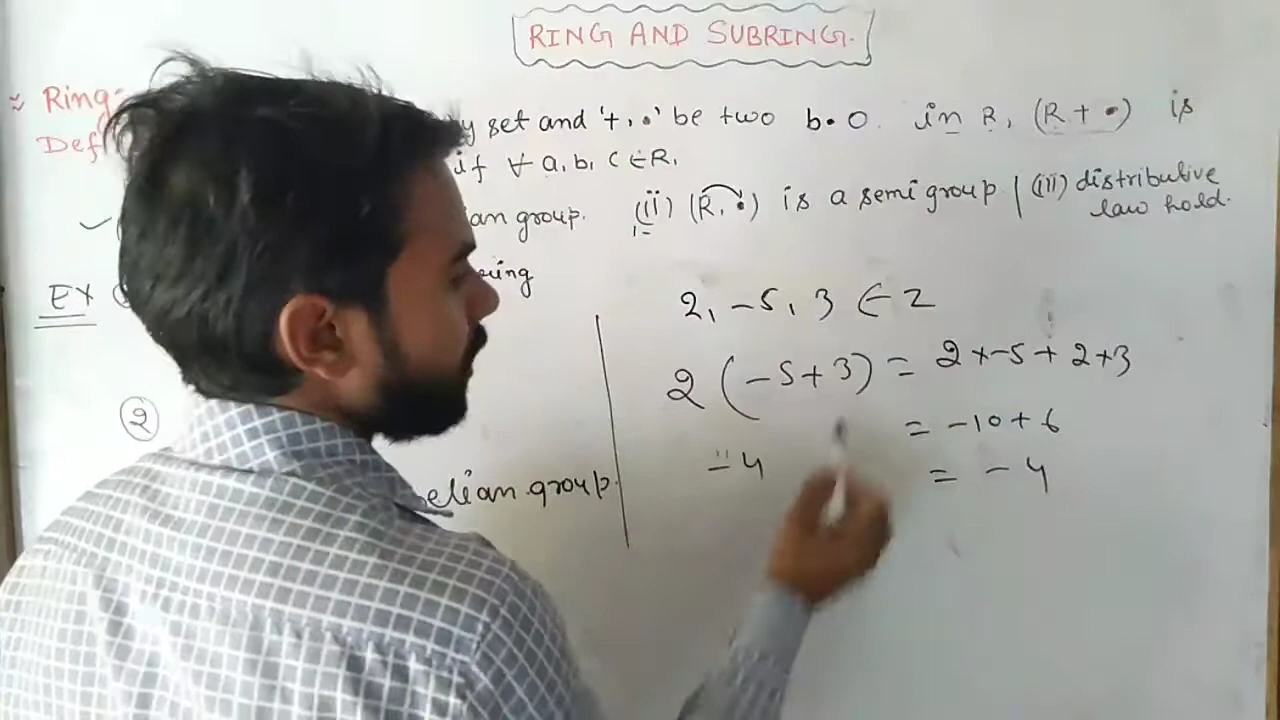 RING AND SUBRING.
Ring-
y set and '+, •' be two b•o. in R, (R + •) is
Def
if ∀ a, b, c ∈ R,
ian group. (ii) (R, •) is a semi group | (iii) distributive
law hold.
EX
2, -5, 3 ∈ Z
2 (-5+3) = 2×-5 + 2×3
= -10 + 6
②
= -4
-4
elian group.